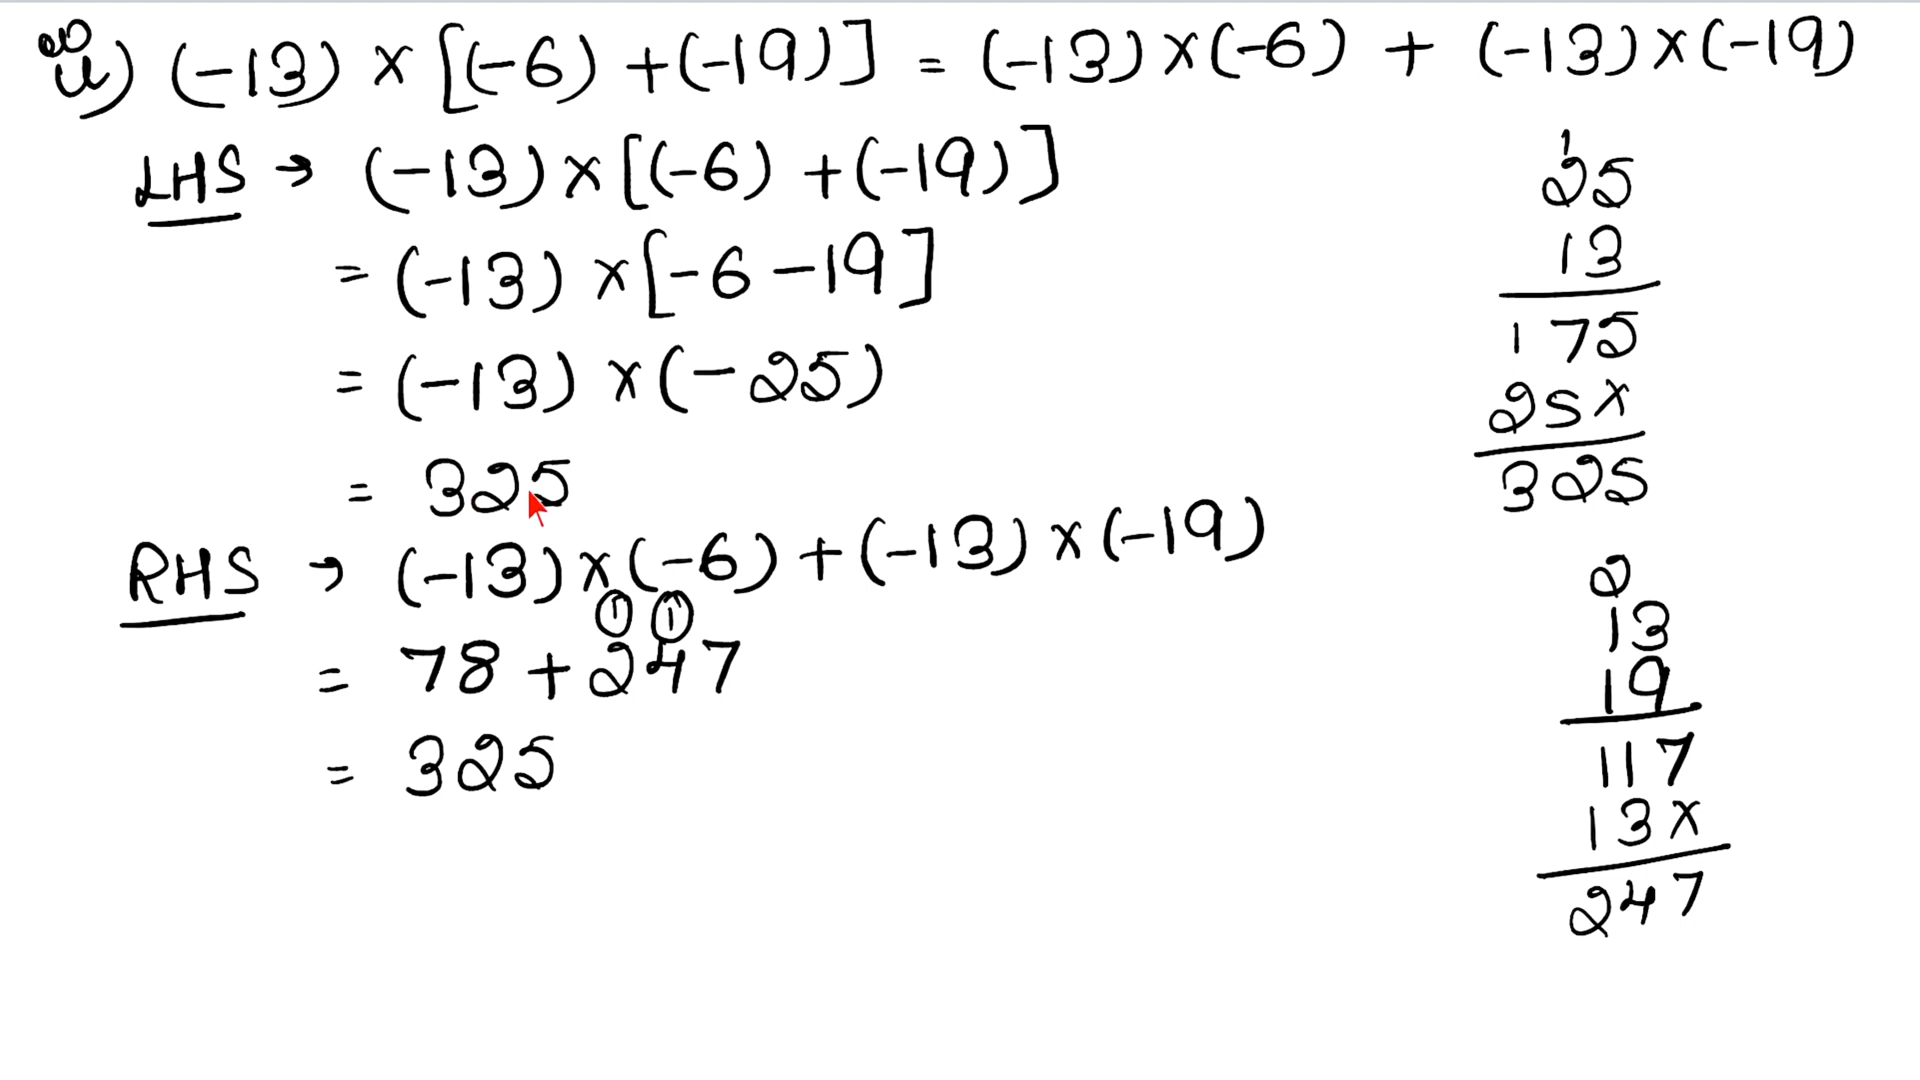 ii) (-13) × [(-6) +(-19)] = (-13)×(-6) + (-13)×(-19)
LHS → (-13)×[(-6) +(-19)]
= (-13) ×[-6 -19]
= (-13) ×(-25)
= 325
RHS → (-13)×(-6)+(-13)×(-19)
1 1
= 78 + 247
= 325
1
25
13
175
25×
325
2
13
19
117
13×
247